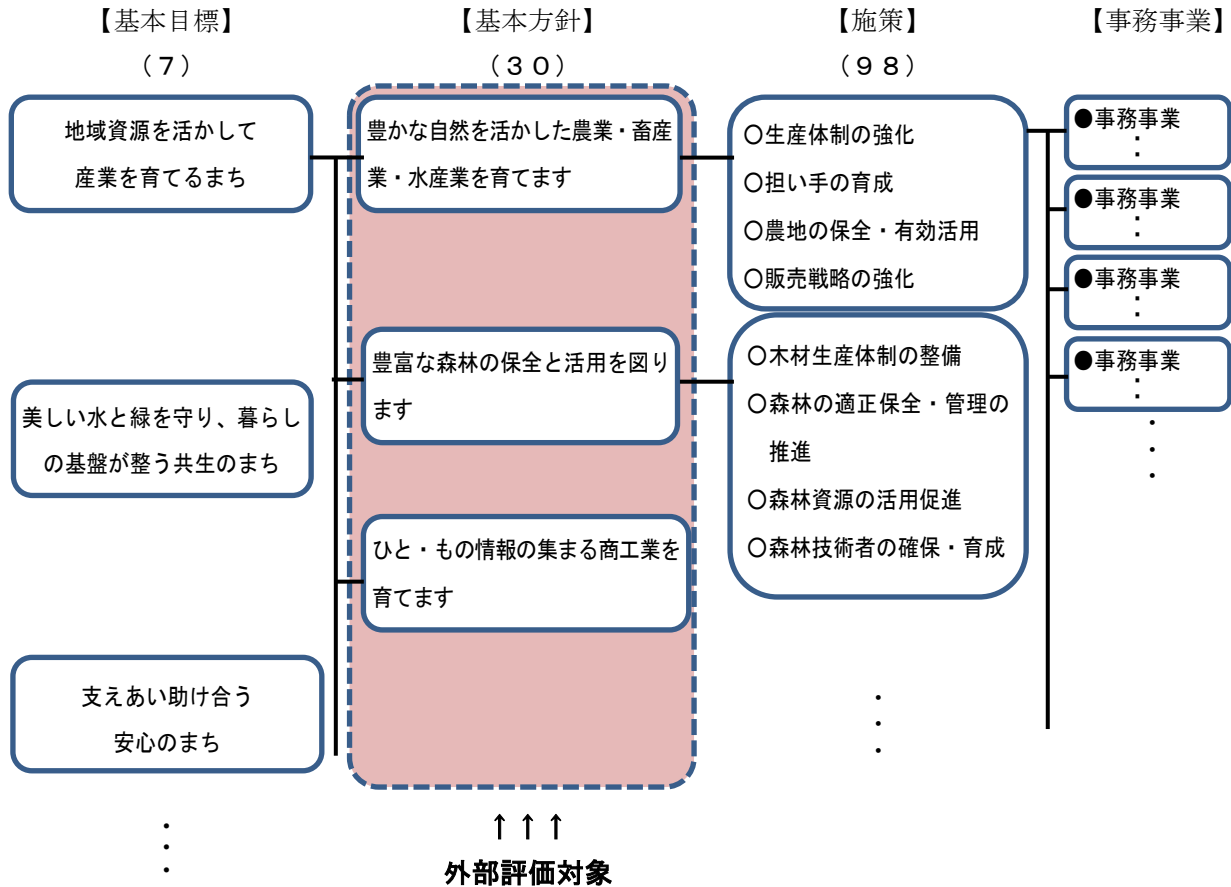 【基本目標】
（７）
地域資源を活かして
産業を育てるまち
美しい水と緑を守り、暮らし
の基盤が整う共生のまち
支えあい助け合う
安心のまち
【基本方針】
（３０）
豊かな自然を活かした農業・畜産
業・水産業を育てます
豊富な森林の保全と活用を図り
ます
ひと・もの情報の集まる商工業を
育てます
↑ ↑ ↑
外部評価対象
【施策】
（９８）
○生産体制の強化
○担い手の育成
○農地の保全・有効活用
○販売戦略の強化
○木材生産体制の整備
○森林の適正保全・管理の
推進
○森林資源の活用促進
○森林技術者の確保・育成
【事務事業】
●事務事業
●事務事業
●事務事業
●事務事業